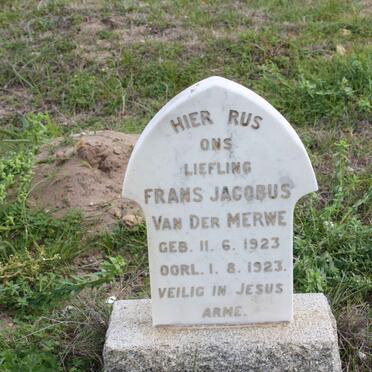 HIER RUS
ONS
LIEFLING
FRANS JACOBUS
VAN DER MERWE
GEB. 11. 6. 1923
OORL. 1. 8. 1923.
VEILIG IN JESUS
ARME.